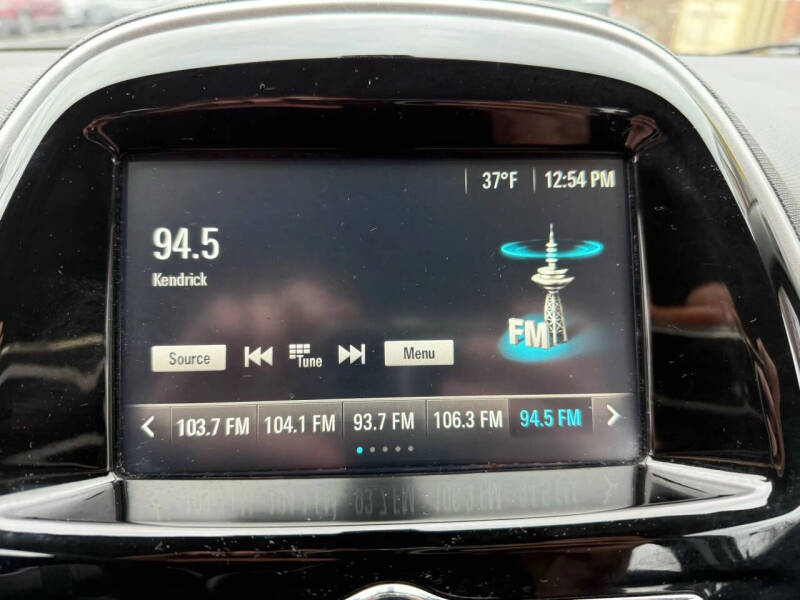 37°F 12:54 PM
94.5
Kendrick
FM
Source Tune Menu
103.7 FM 104.1 FM 93.7 FM 106.3 FM 94.5 FM